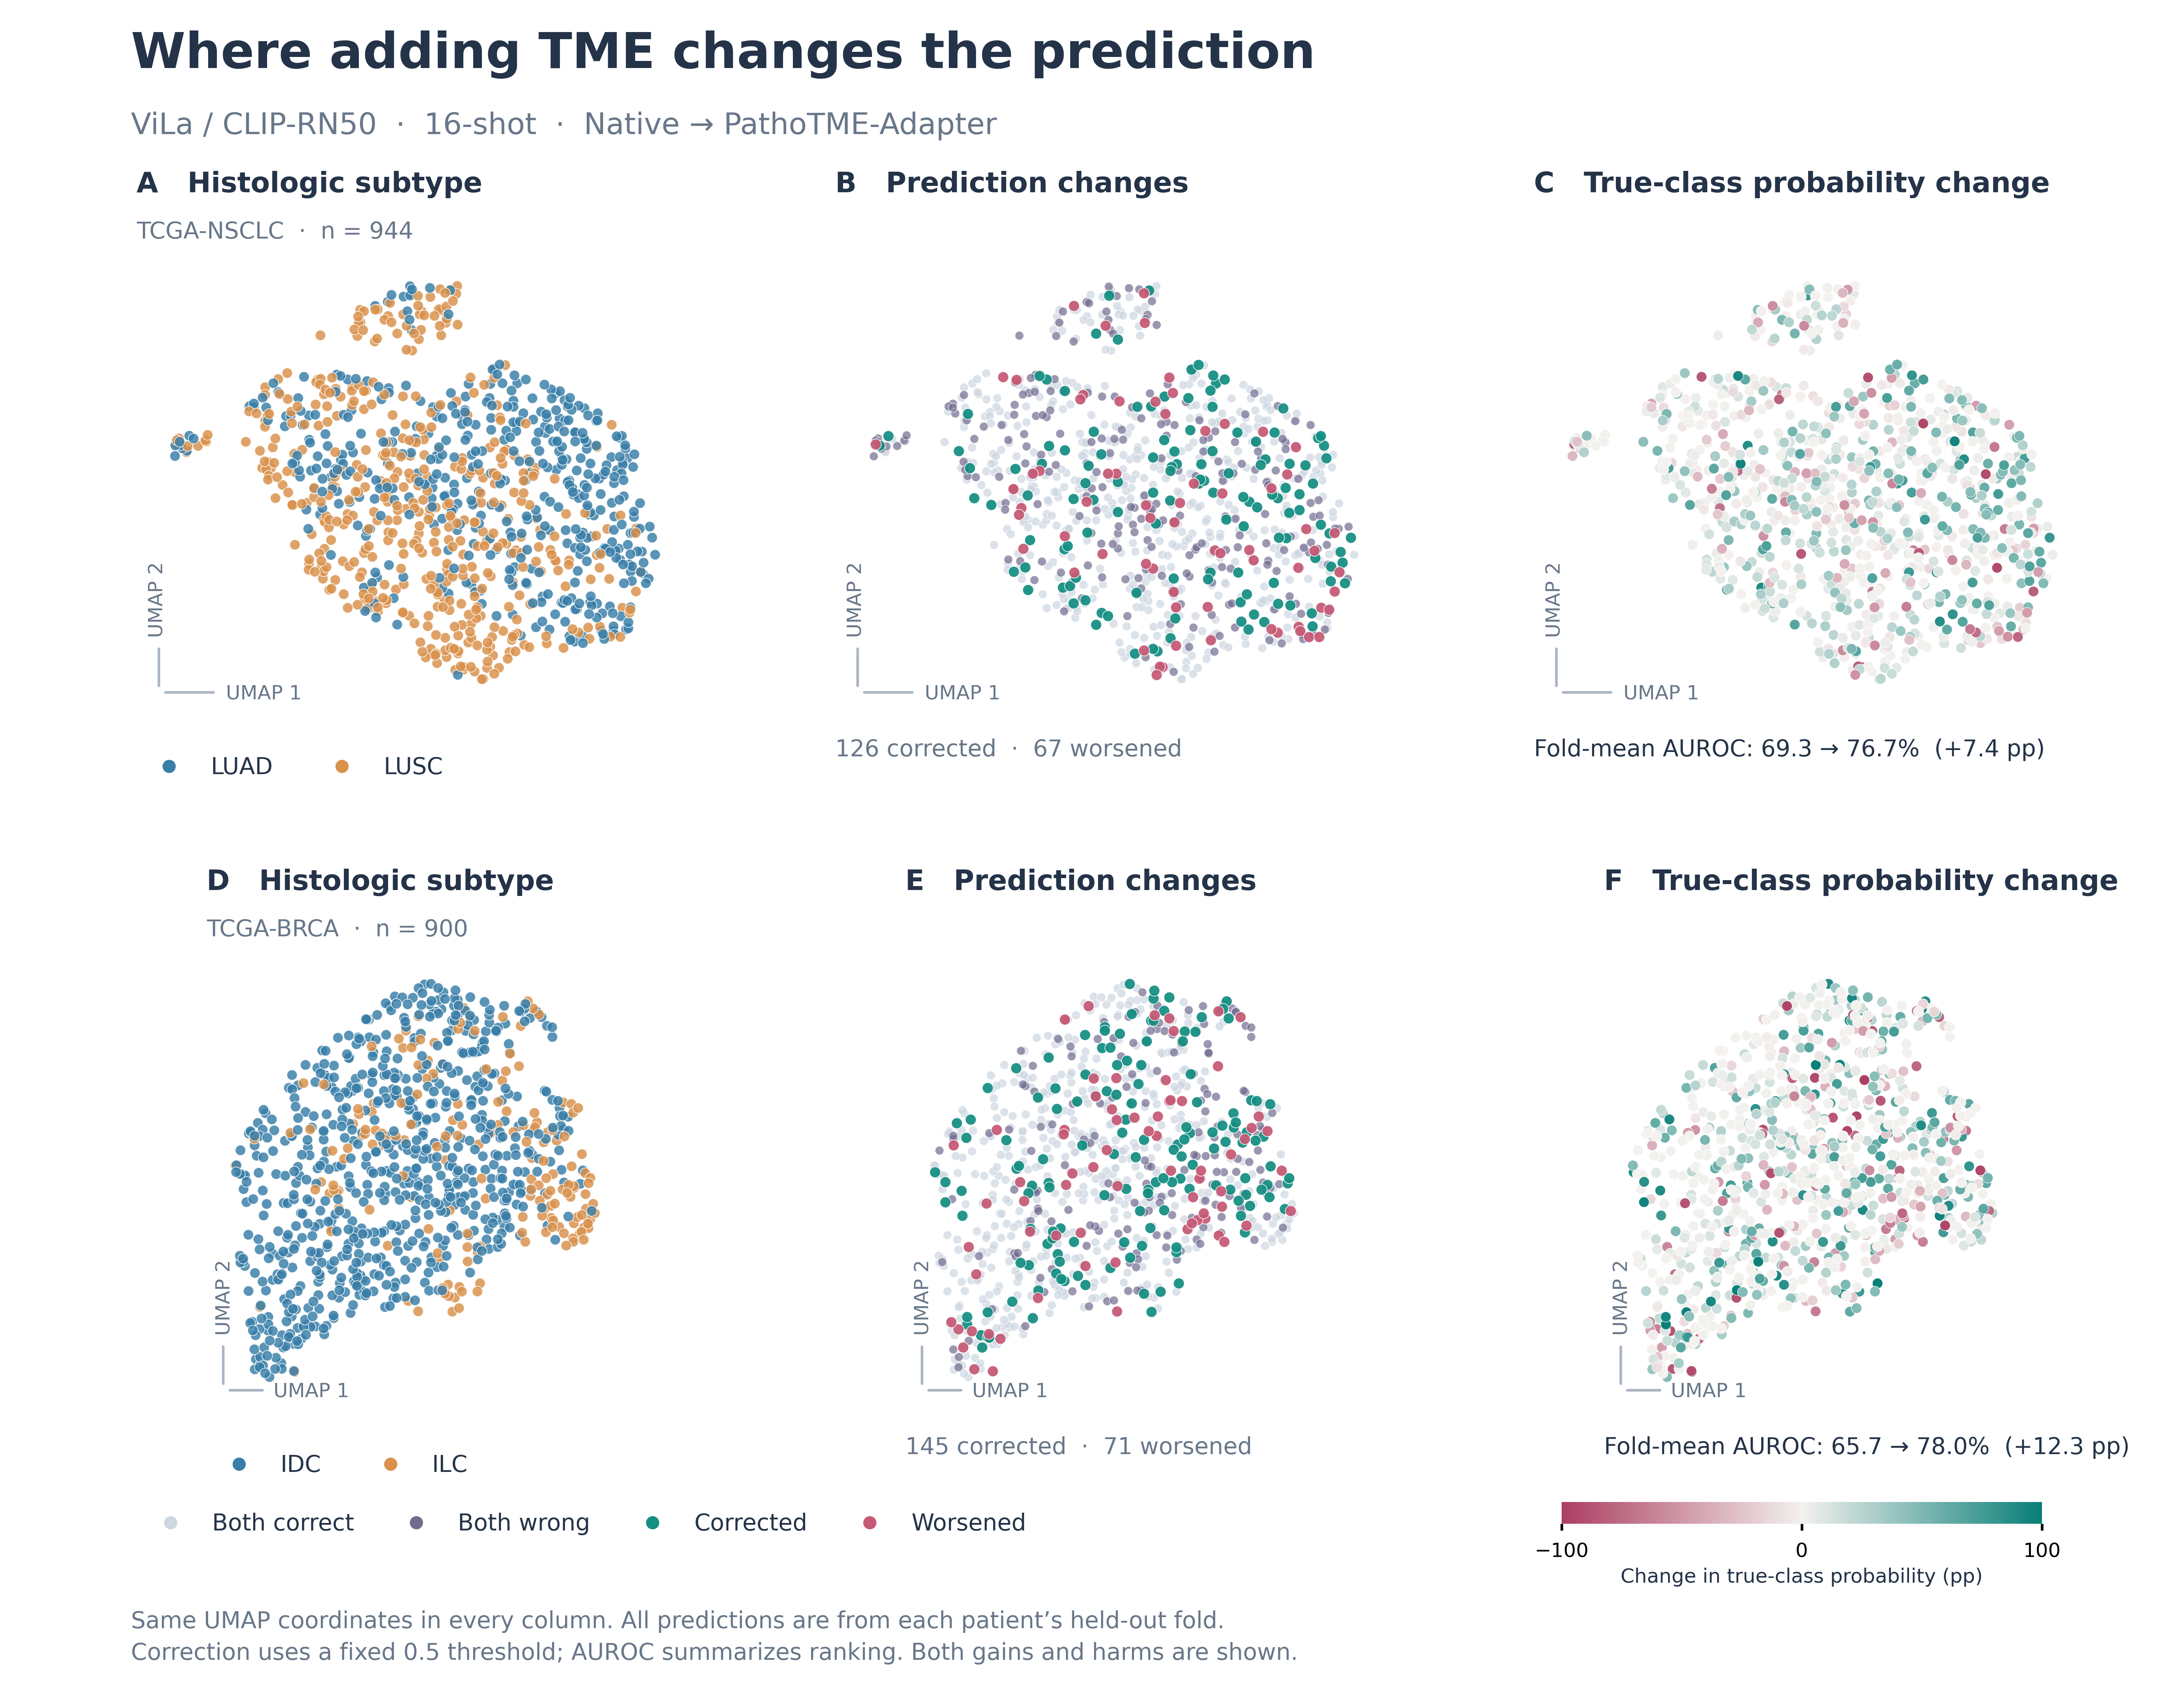 Where adding TME changes the prediction
ViLa / CLIP-RN50 · 16-shot · Native → PathoTME-Adapter
A Histologic subtype
TCGA-NSCLC · n = 944
UMAP 2
UMAP 1
LUAD LUSC
B Prediction changes
UMAP 2
UMAP 1
126 corrected · 67 worsened
C True-class probability change
UMAP 2
UMAP 1
Fold-mean AUROC: 69.3 → 76.7% (+7.4 pp)
D Histologic subtype
TCGA-BRCA · n = 900
UMAP 2
UMAP 1
IDC ILC
E Prediction changes
UMAP 2
UMAP 1
145 corrected · 71 worsened
F True-class probability change
UMAP 2
UMAP 1
Fold-mean AUROC: 65.7 → 78.0% (+12.3 pp)
Both correct Both wrong Corrected Worsened
−100 0 100
Change in true-class probability (pp)
Same UMAP coordinates in every column. All predictions are from each patient’s held-out fold.
Correction uses a fixed 0.5 threshold; AUROC summarizes ranking. Both gains and harms are shown.